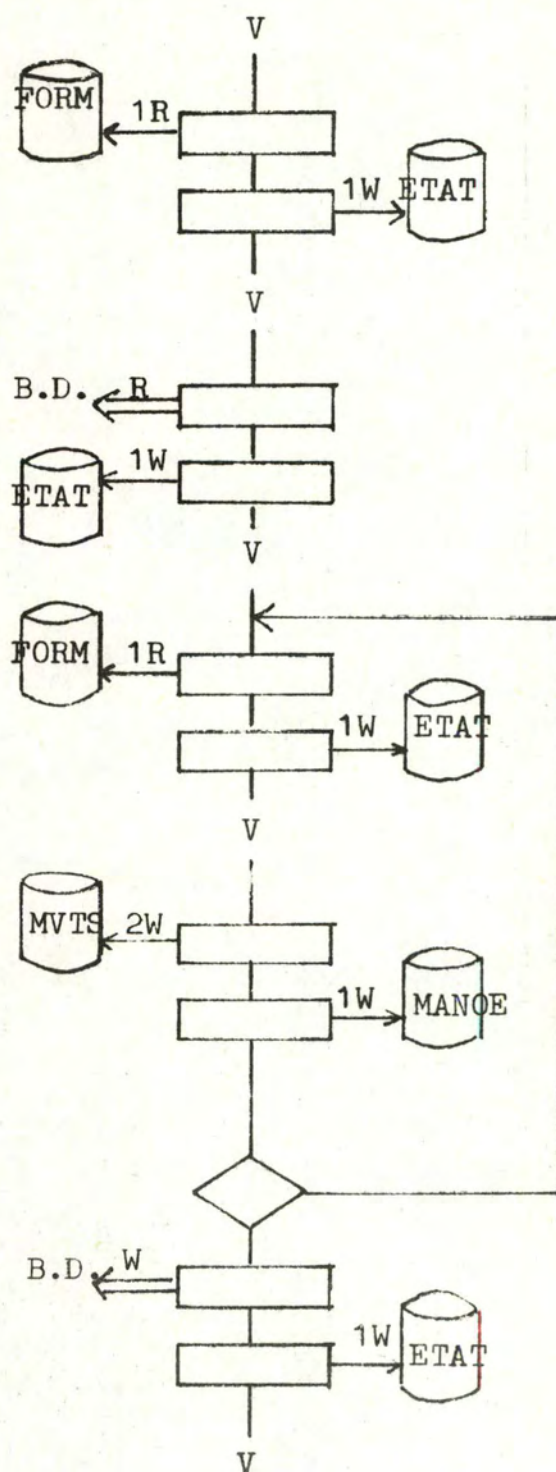 V
FORM 1R
1W ETAT
V
B.D. R
ETAT 1W
V
FORM 1R
1W ETAT
V
MVTS 2W
1W MANOE
B.D. W
1W ETAT
V